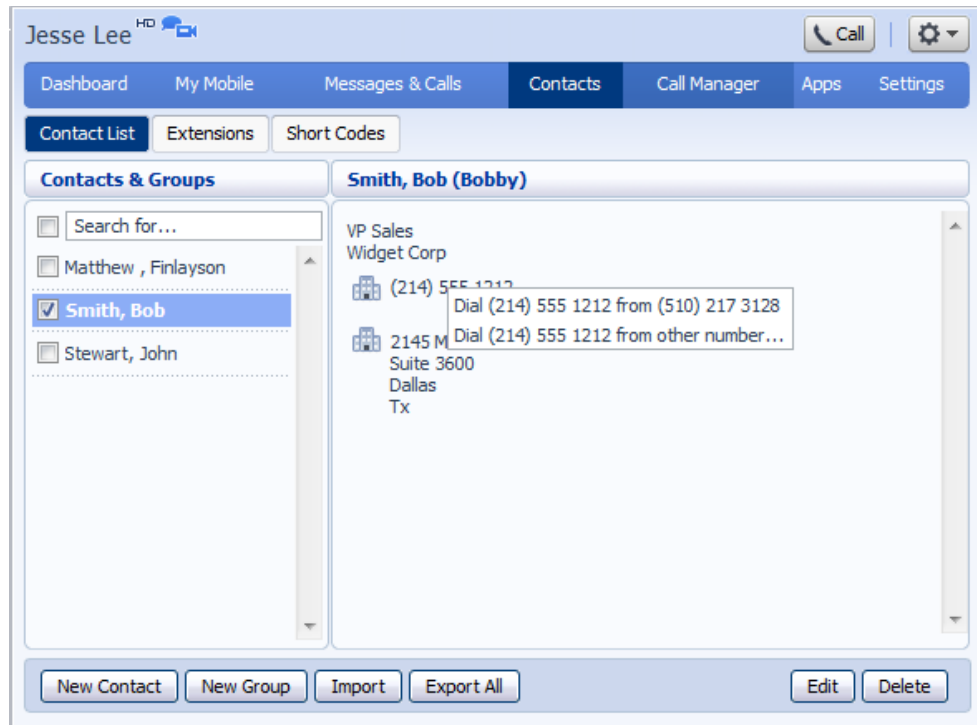 Jesse Lee HD
Call
Dashboard My Mobile Messages & Calls Contacts Call Manager Apps Settings
Contact List Extensions Short Codes
Contacts & Groups
Search for...
Matthew , Finlayson
Smith, Bob
Stewart, John
Smith, Bob (Bobby)
VP Sales
Widget Corp
(214) 555 1212
Dial (214) 555 1212 from (510) 217 3128
Dial (214) 555 1212 from other number...
2145 M
Suite 3600
Dallas
Tx
New Contact New Group Import Export All Edit Delete